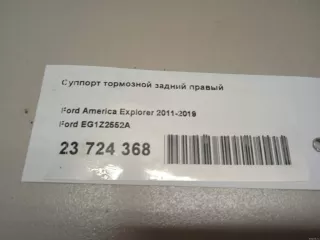 Суппорт тормозной задний правый
Ford America Explorer 2011-2019
Ford EG1Z2552A
23 724 368